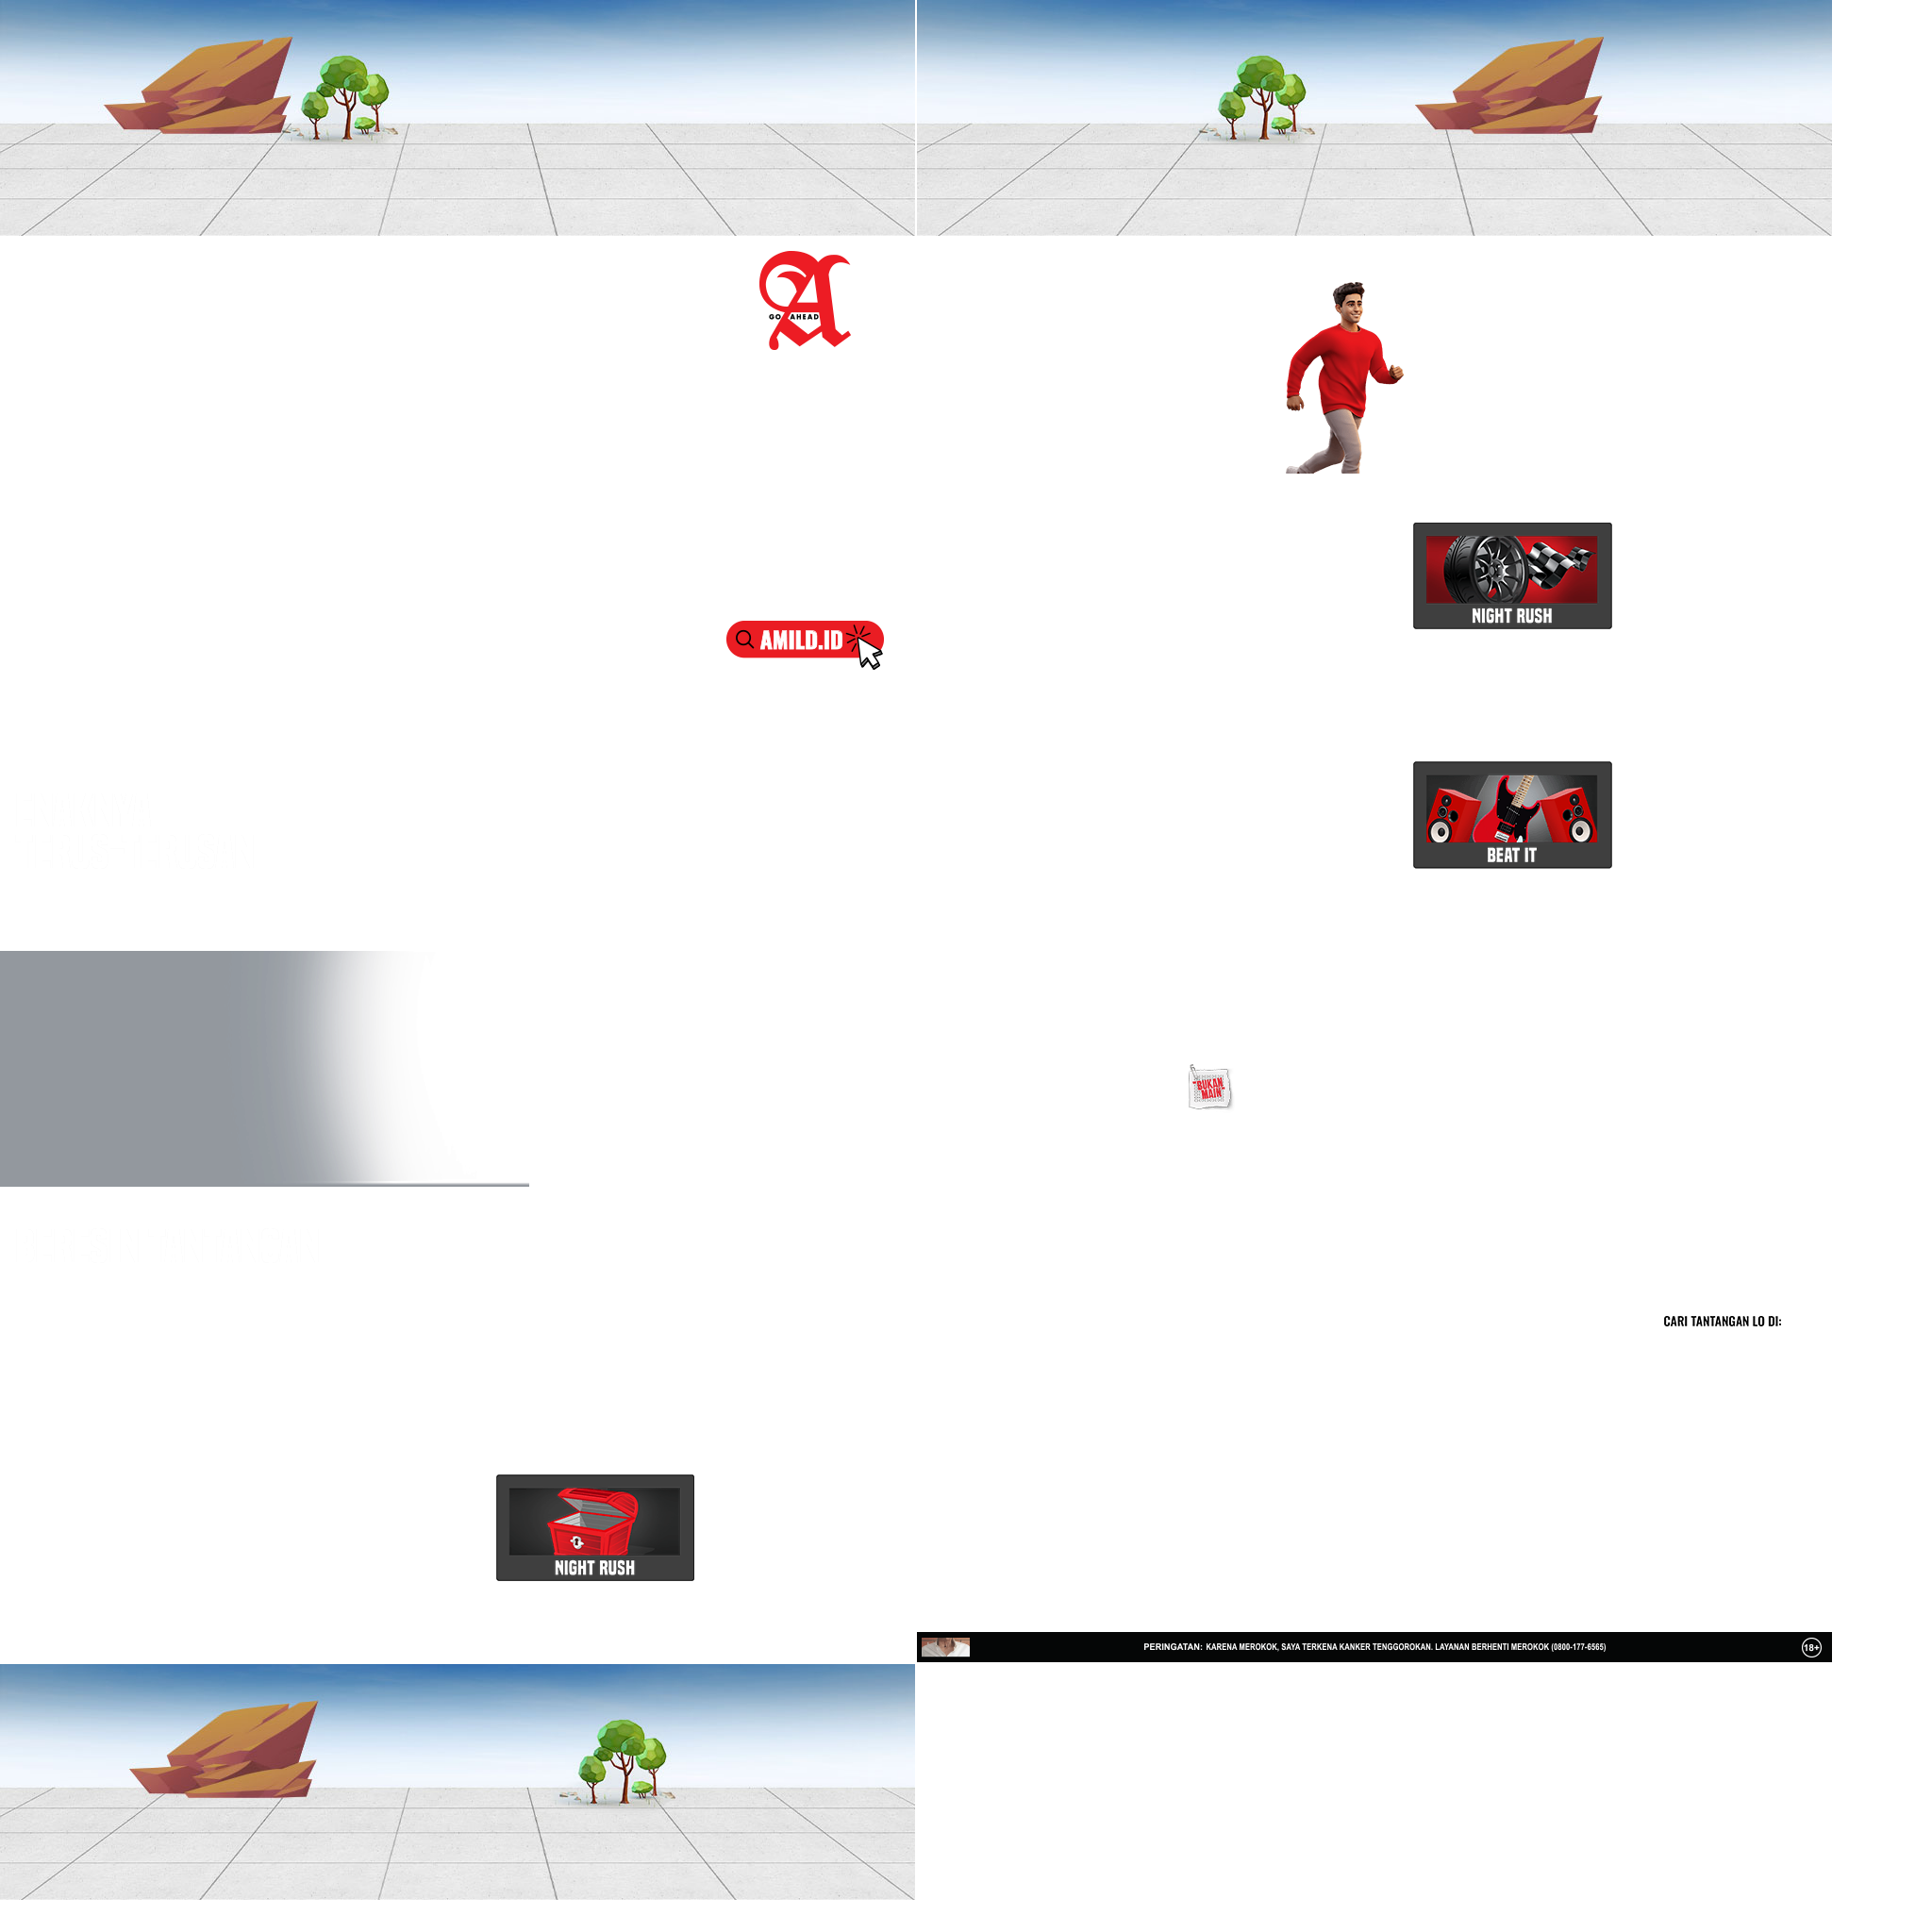 GO AHEAD
NIGHT RUSH
AMILD.ID
BEAT IT
"BUKAN
MAIN"
CARI TANTANGAN LO DI:
NIGHT RUSH
PERINGATAN: KARENA MEROKOK, SAYA TERKENA KANKER TENGGOROKAN. LAYANAN BERHENTI MEROKOK (0800-177-6565)
18+